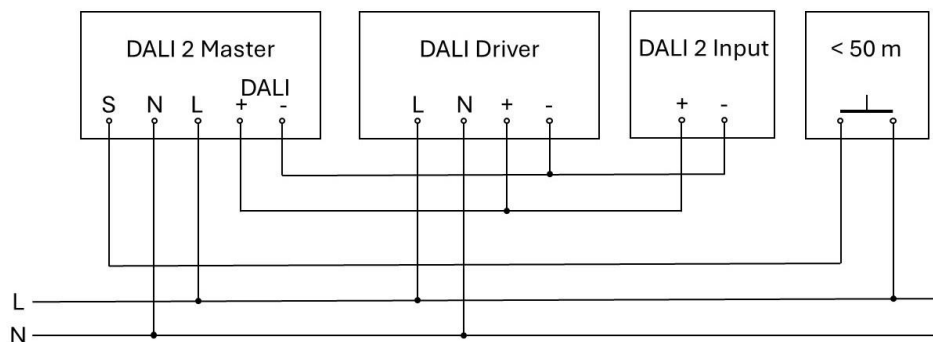 DALI 2 Master
DALI
S N L + -
DALI Driver
L N + -
DALI 2 Input
+ -
< 50 m
L
N